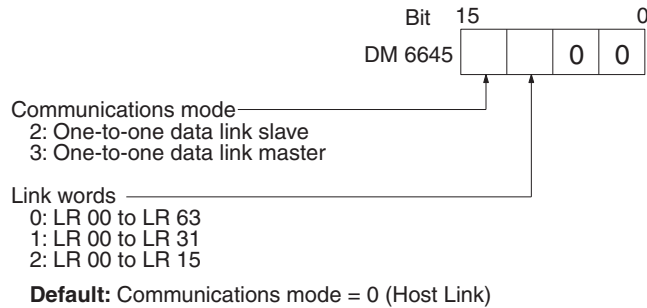 Bit 15 0
DM 6645 0 0
Communications mode
2: One-to-one data link slave
3: One-to-one data link master
Link words
0: LR 00 to LR 63
1: LR 00 to LR 31
2: LR 00 to LR 15
Default: Communications mode = 0 (Host Link)